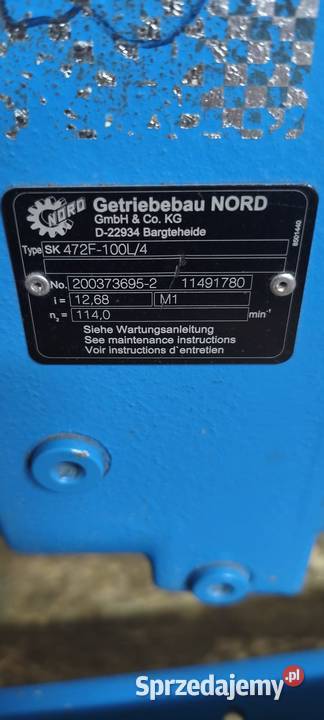 NORD
Getriebebau NORD
GmbH & Co. KG
D-22934 Bargteheide
Type SK 472F-100L/4
No. 200373695-2 11491780
i = 12,68 M1
n₂ = 114,0 min⁻¹
Siehe Wartungsanleitung
See maintenance instructions
Voir instructions d`entretien
6001440
Sprzedajemy.pl